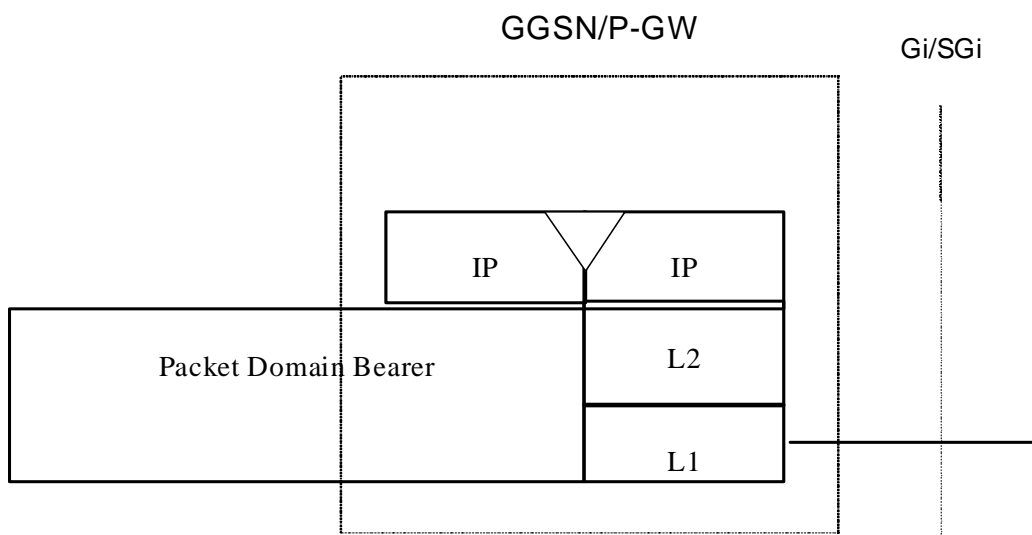 GGSN/P-GW
Gi/SGi
IP
IP
Packet Domain Bearer
L2
L1